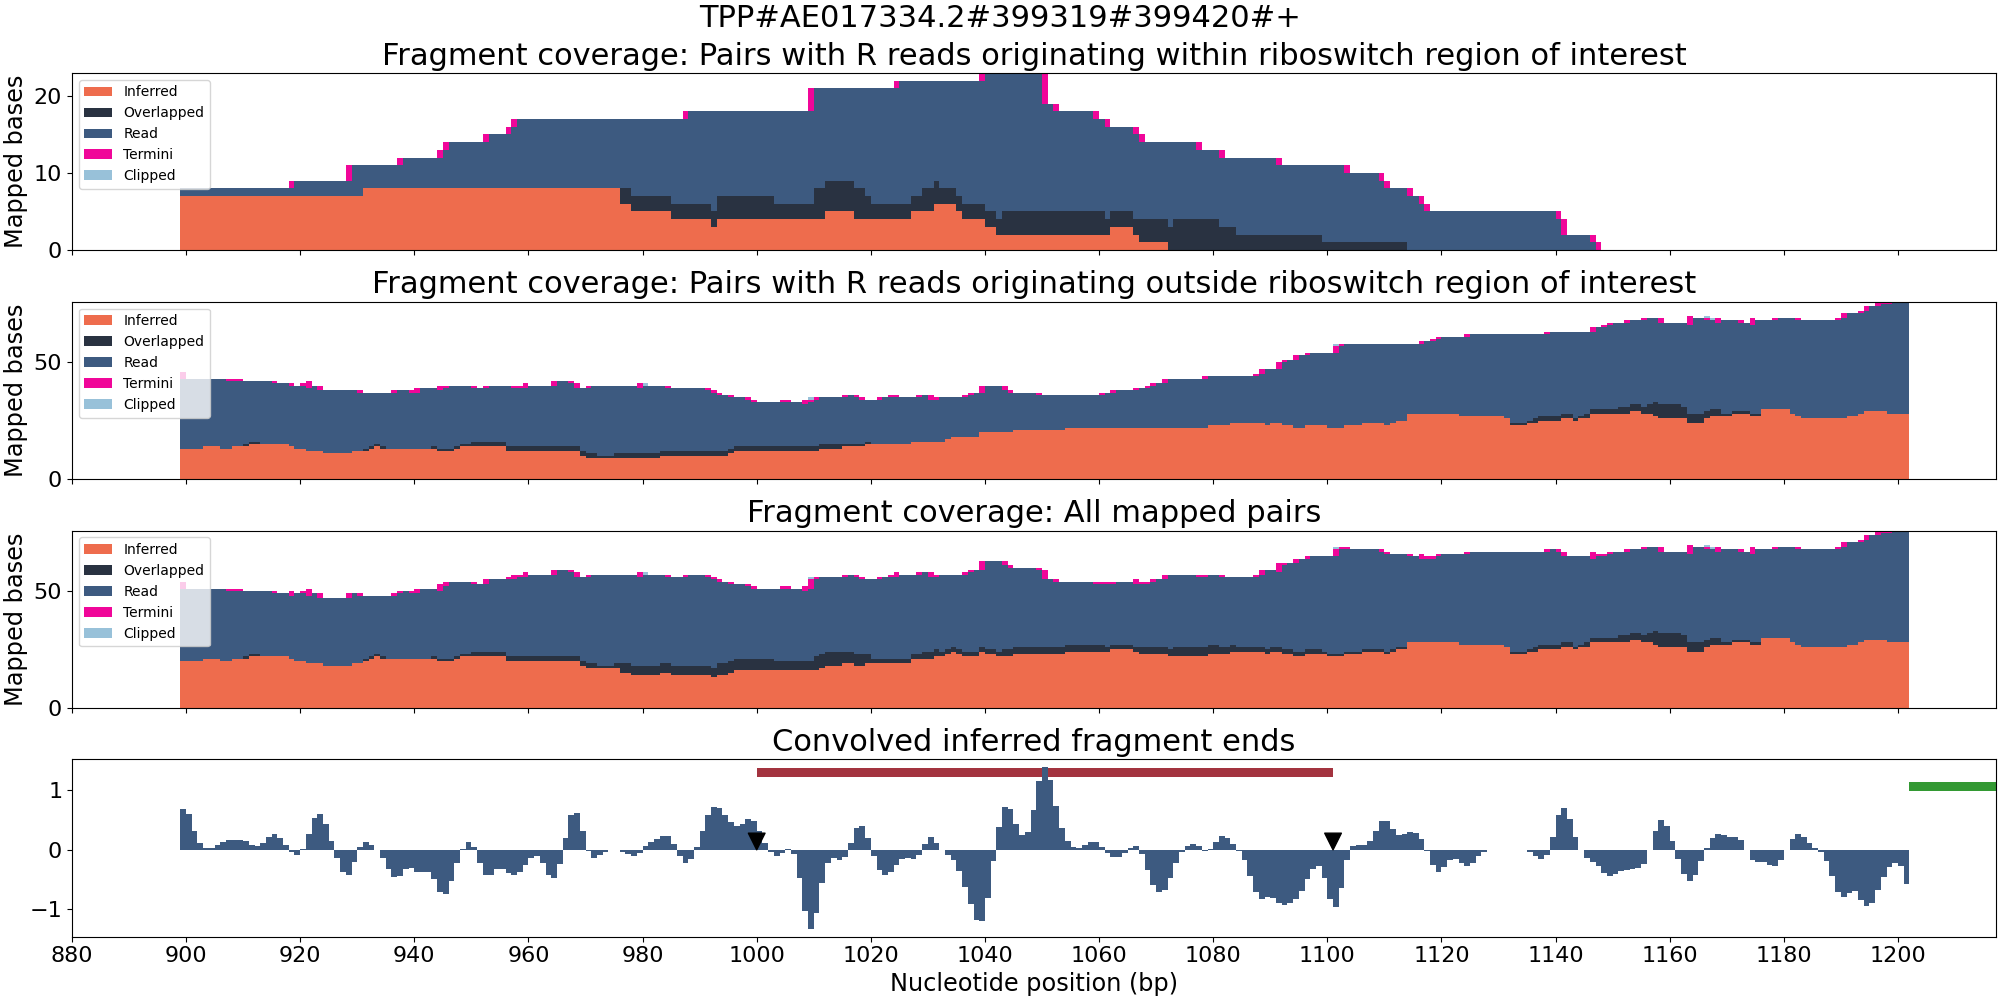 TPP#AE017334.2#399319#399420#+
Fragment coverage: Pairs with R reads originating within riboswitch region of interest
Mapped bases
20
10
0
Inferred
Overlapped
Read
Termini
Clipped
Fragment coverage: Pairs with R reads originating outside riboswitch region of interest
Mapped bases
50
0
Inferred
Overlapped
Read
Termini
Clipped
Fragment coverage: All mapped pairs
Mapped bases
50
0
Inferred
Overlapped
Read
Termini
Clipped
Convolved inferred fragment ends
1
0
−1
880 900 920 940 960 980 1000 1020 1040 1060 1080 1100 1120 1140 1160 1180 1200
Nucleotide position (bp)